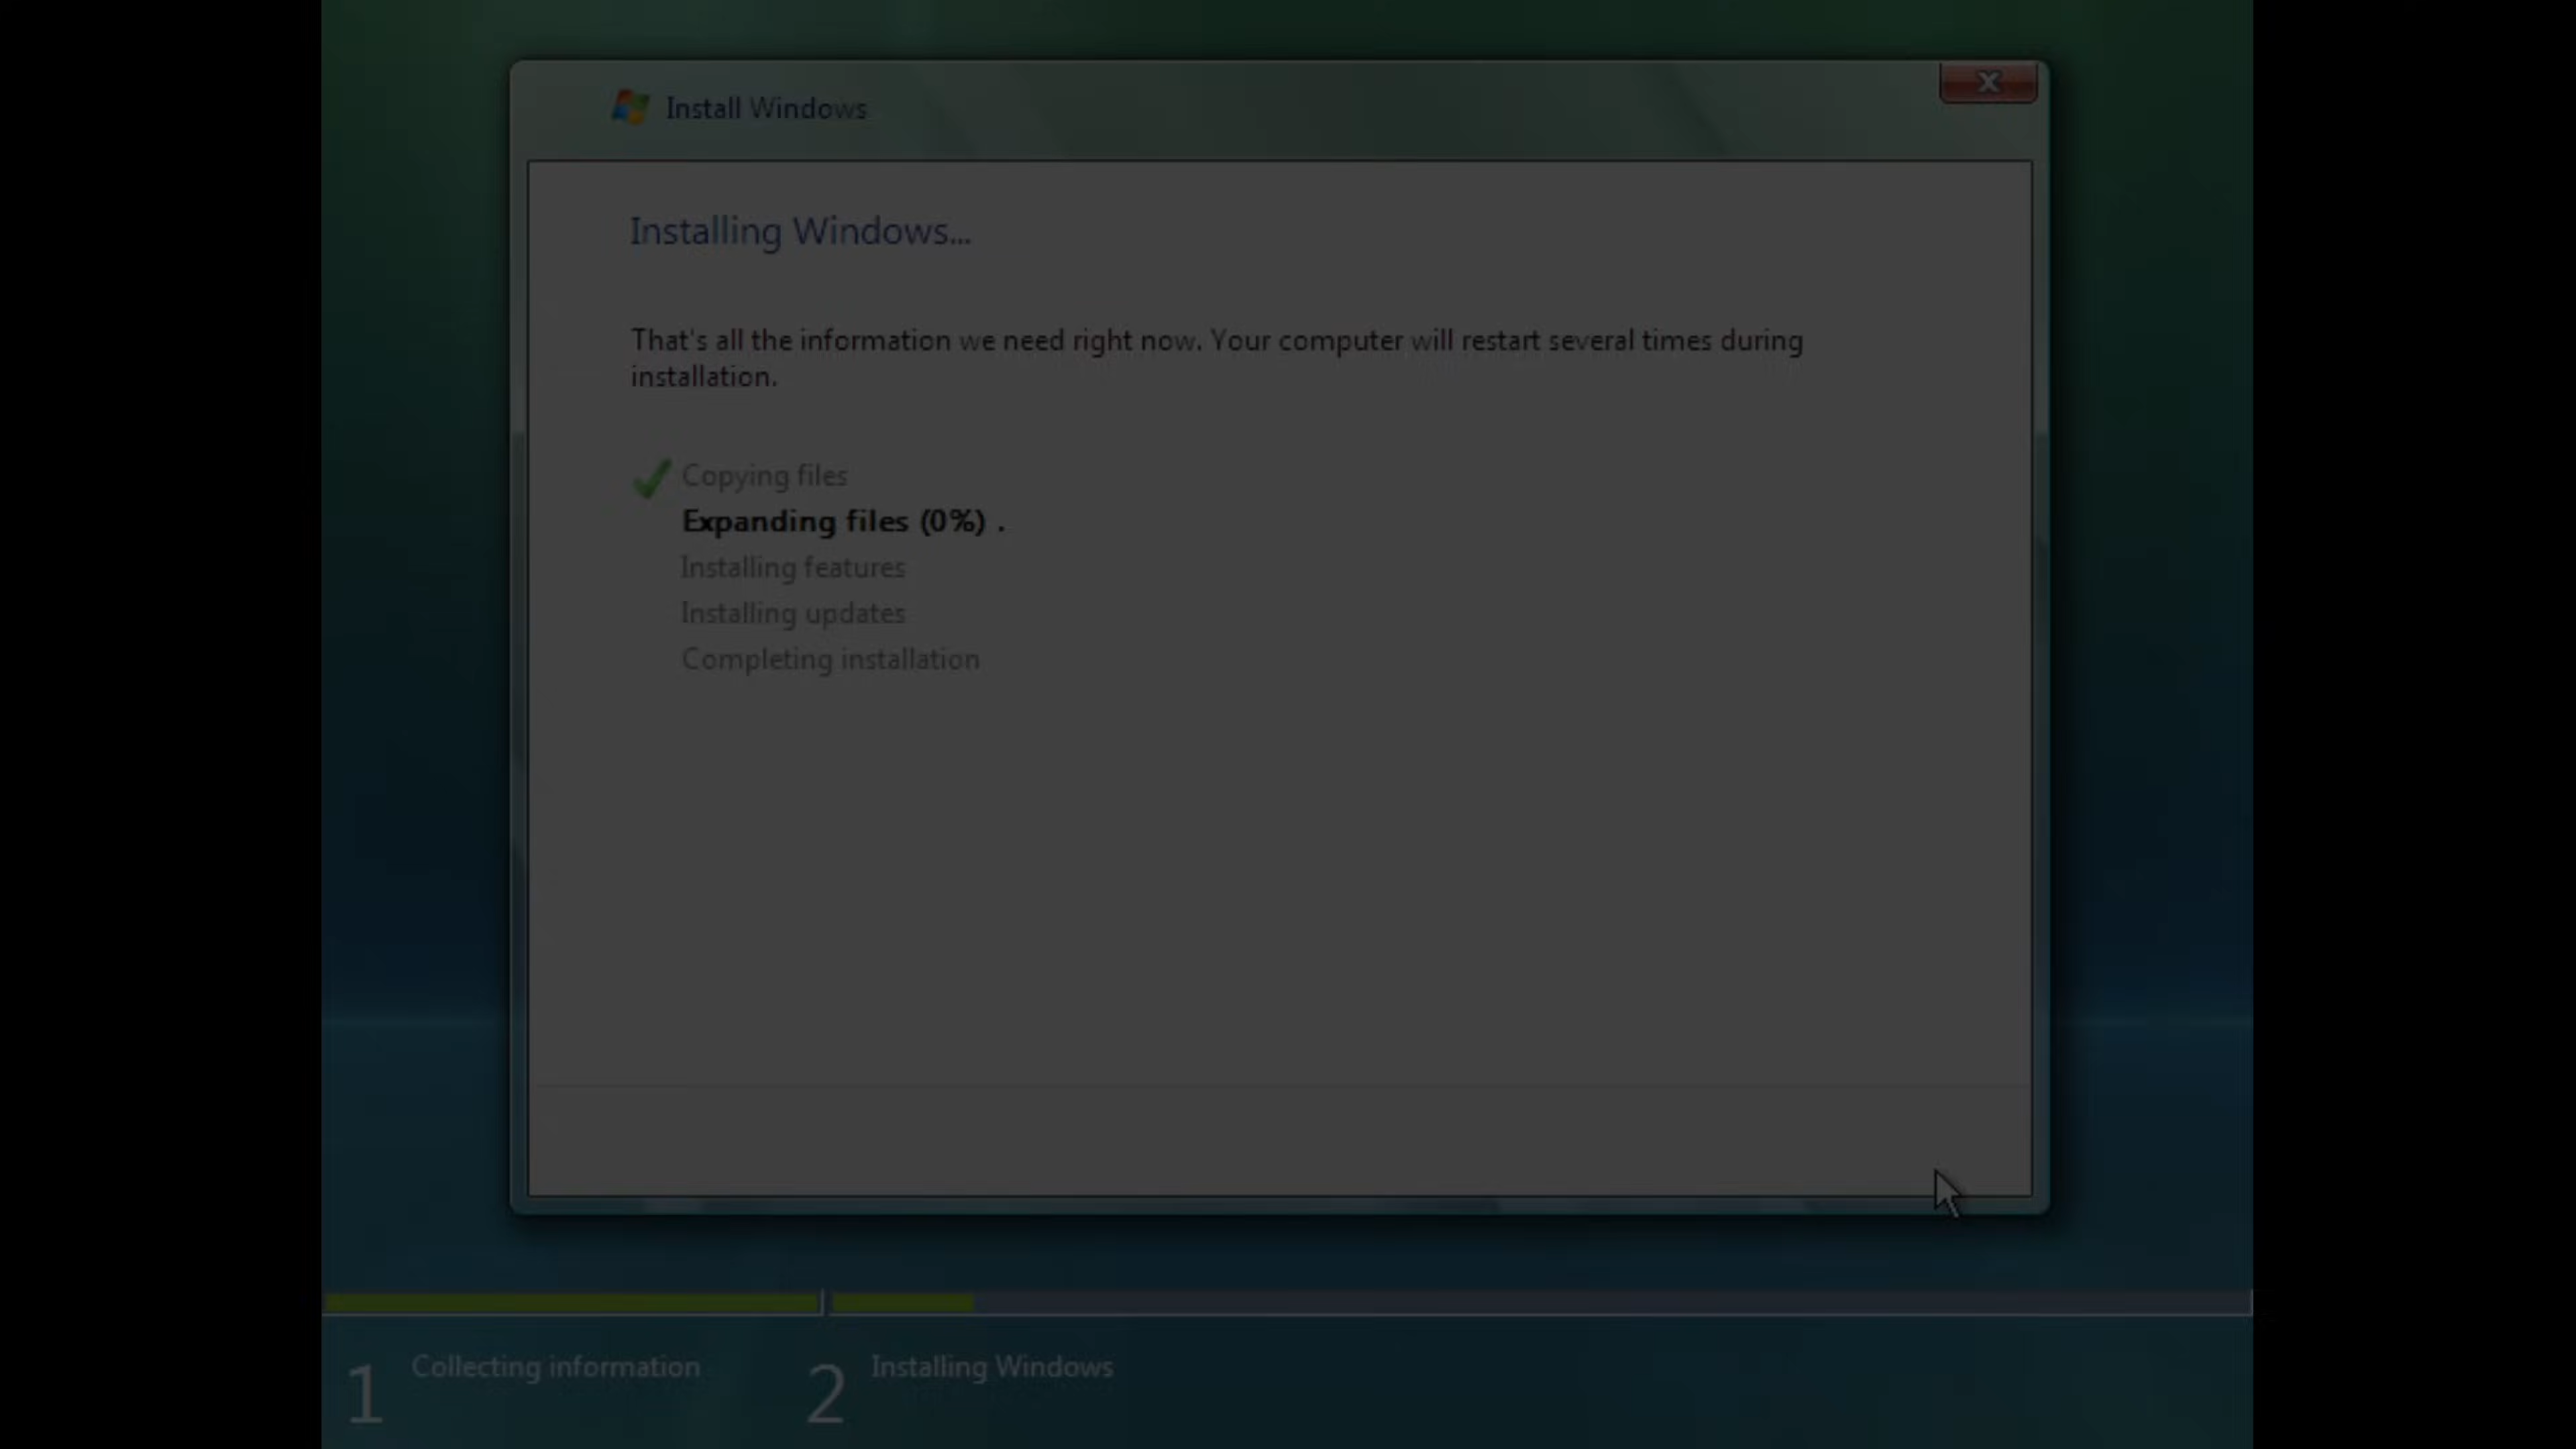 Install Windows
Installing Windows...
That's all the information we need right now. Your computer will restart several times during
installation.
Copying files
Expanding files (0%) .
Installing features
Installing updates
Completing installation
1 Collecting information
2 Installing Windows